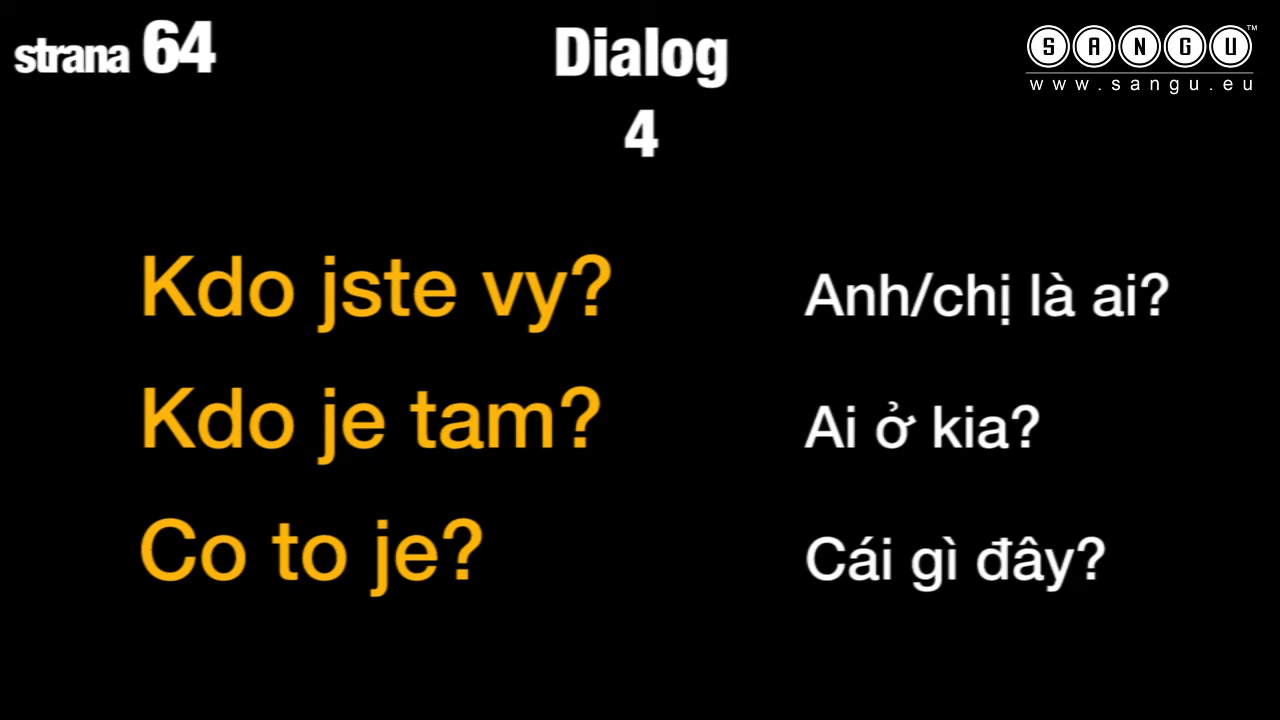 strana 64
Dialog
4
SANGU™
www.sangu.eu
Kdo jste vy?
Anh/chị là ai?
Kdo je tam?
Ai ở kia?
Co to je?
Cái gì đây?